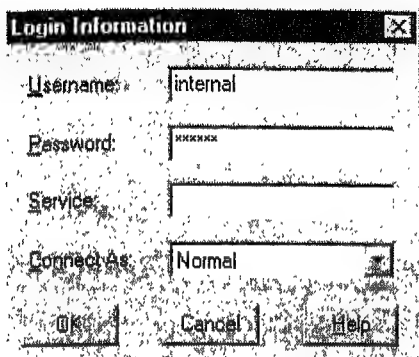 Login Information
Username: internal
Password: ******
Service:
Connect As: Normal
OK Cancel Help